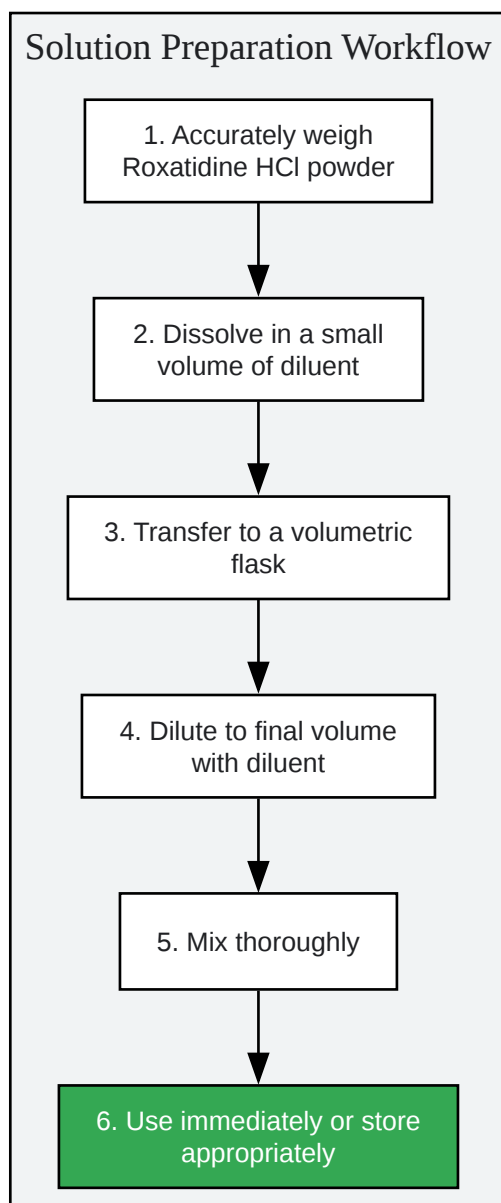 Solution Preparation Workflow
1. Accurately weigh
Roxatidine HCl powder
2. Dissolve in a small
volume of diluent
3. Transfer to a volumetric
flask
4. Dilute to final volume
with diluent
5. Mix thoroughly
6. Use immediately or store
appropriately